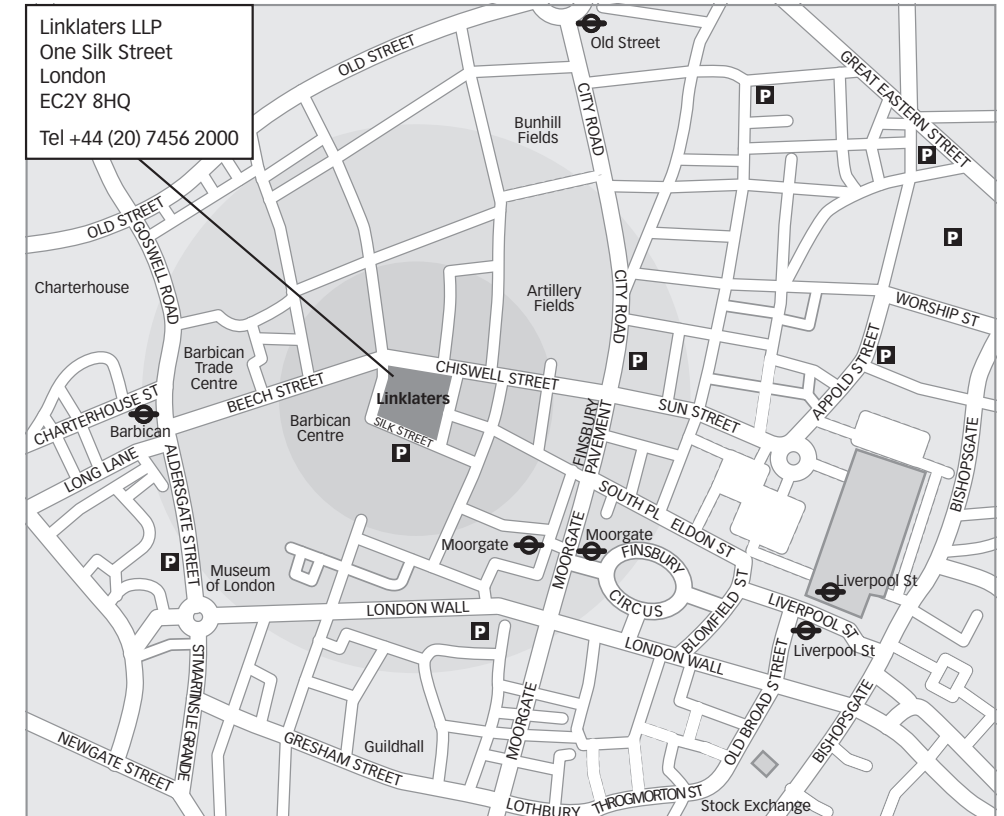 Linklaters LLP
One Silk Street
London
EC2Y 8HQ
Tel +44 (20) 7456 2000
OLD STREET
Old Street
GREAT EASTERN STREET
CITY ROAD
P
Bunhill
Fields
P
OLD STREET
GOSWELL ROAD
P
Charterhouse
Artillery
Fields
CITY ROAD
WORSHIP ST
Barbican
Trade
Centre
P
P
CHISWELL STREET
APPOLD STREET
BEECH STREET
Linklaters
CHARTERHOUSE ST
Barbican
Barbican
Centre
SILK STREET
FINSBURY
PAVEMENT
SUN STREET
BISHOPSGATE
LONG LANE
P
ALDERSGATE STREET
SOUTH PL
ELDON ST
Moorgate
Moorgate
MOORGATE
FINSBURY
CIRCUS
P
Museum
of London
BLOMFIELD ST
Liverpool St
LIVERPOOL ST
Liverpool St
LONDON WALL
P
LONDON WALL
STMARTINSLE GRANDE
OLD BROAD STREET
BISHOPSGATE
MOORGATE
NEWGATE STREET
GRESHAM STREET
Guildhall
LOTHBURY
THROGMORTON ST
Stock Exchange